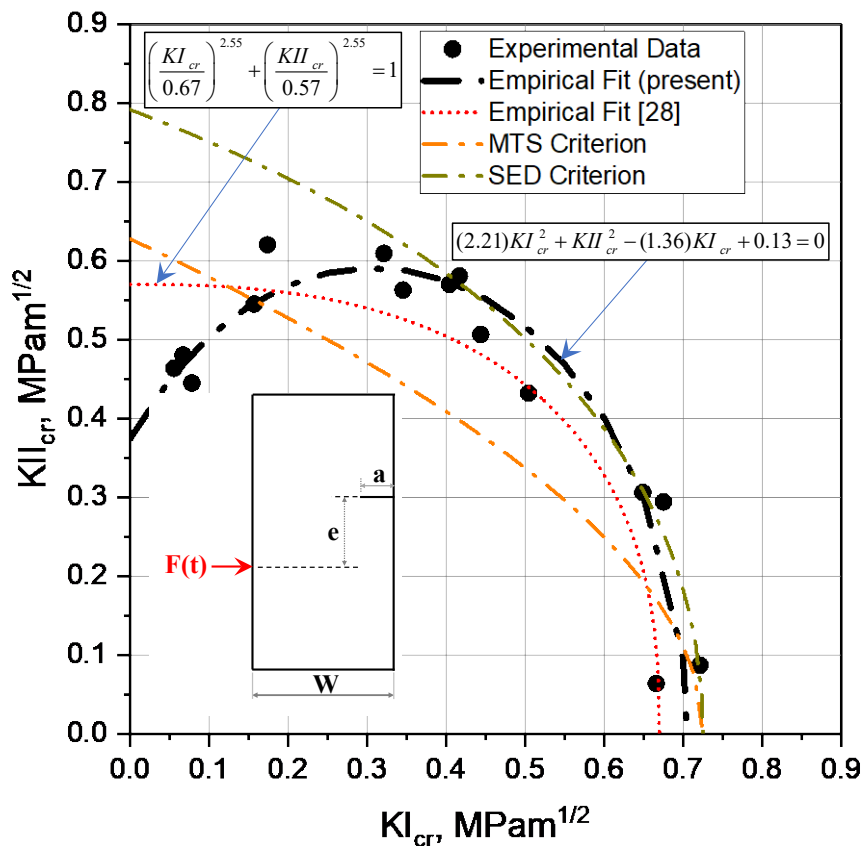 0.9
0.8
0.7
0.6
0.5
0.4
0.3
0.2
0.1
0.0
KII_cr, MPam^1/2
(KI_cr/0.67)^2.55 + (KII_cr/0.57)^2.55 = 1
Experimental Data
Empirical Fit (present)
Empirical Fit [28]
MTS Criterion
SED Criterion
(2.21)KI_cr^2 + KII_cr^2 − (1.36)KI_cr + 0.13 = 0
a
e
F(t)
W
0.0 0.1 0.2 0.3 0.4 0.5 0.6 0.7 0.8 0.9
KI_cr, MPam^1/2